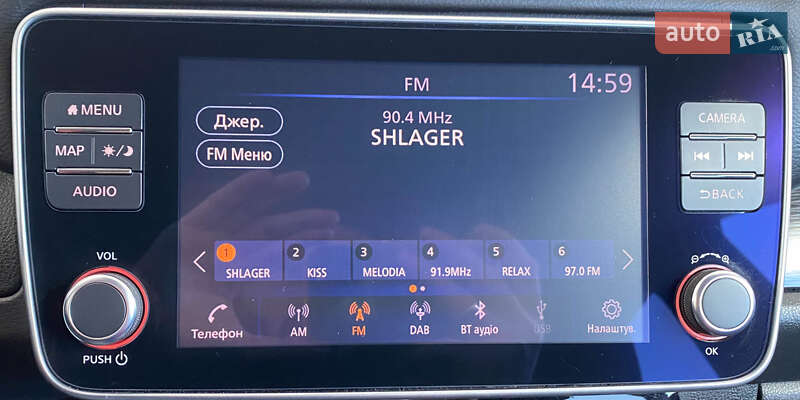 auto RIA
FM
14:59
MENU
MAP
AUDIO
CAMERA
BACK
Джер.
FM Меню
90.4 MHz
SHLAGER
1 2 3 4 5 6
SHLAGER KISS MELODIA 91.9MHz RELAX 97.0 FM
VOL
PUSH
OK
Телефон AM FM DAB BT аудіо USB Налаштув.